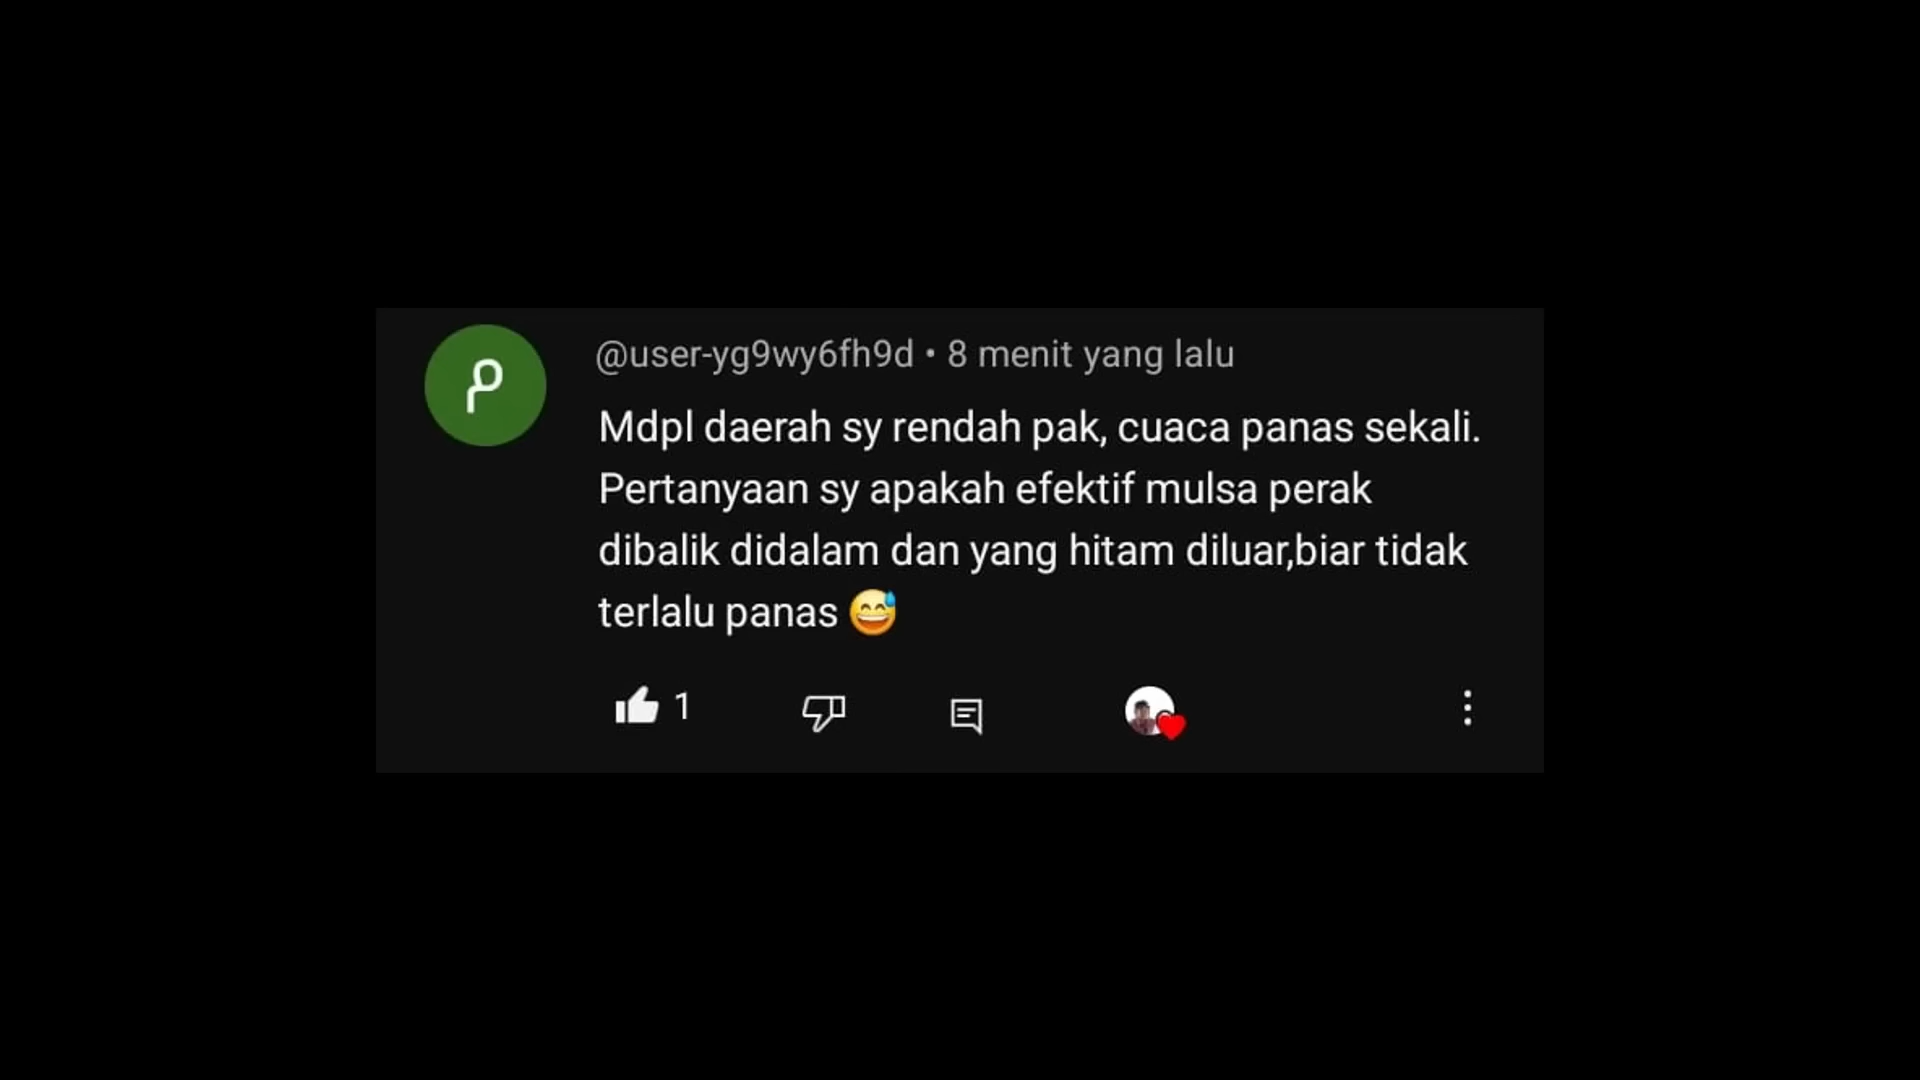 @user-yg9wy6fh9d • 8 menit yang lalu
Mdpl daerah sy rendah pak, cuaca panas sekali.
Pertanyaan sy apakah efektif mulsa perak
dibalik didalam dan yang hitam diluar,biar tidak
terlalu panas 😅
1